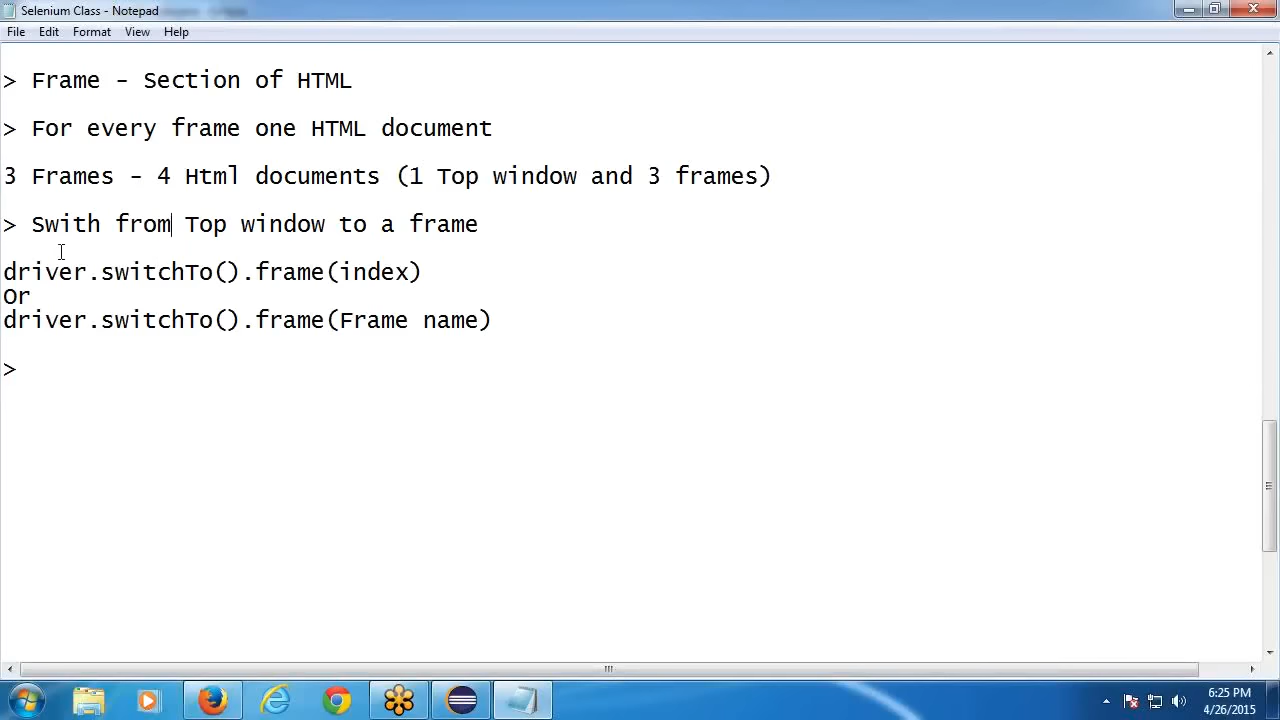 Selenium Class - Notepad
File Edit Format View Help
> Frame - Section of HTML
> For every frame one HTML document
3 Frames - 4 Html documents (1 Top window and 3 frames)
> Swith from Top window to a frame
driver.switchTo().frame(index)
Or
driver.switchTo().frame(Frame name)
>
6:25 PM
4/26/2015